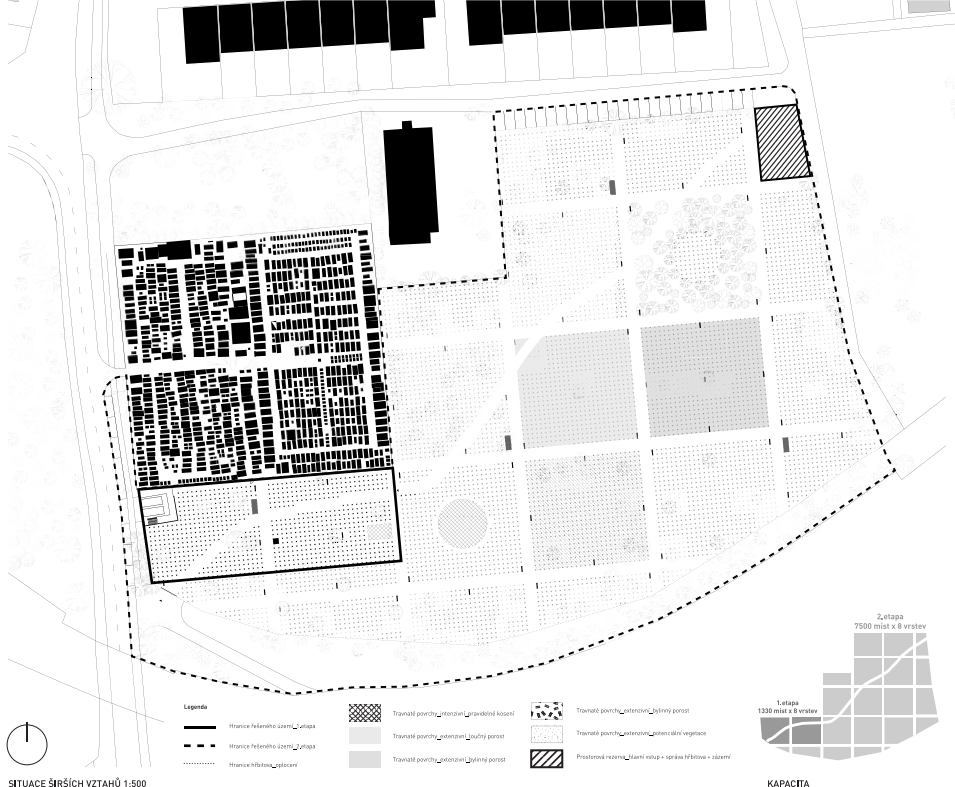 2.etapa
7500 míst x 8 vrstev
1.etapa
1330 míst x 8 vrstev
Legenda
Hranice řešeného území_1.etapa
Hranice řešeného území_2.etapa
Hranice hřbitova_oplocení
Travnaté povrchy_intenzivní_pravidelné kosení
Travnaté povrchy_extenzivní_loučný porost
Travnaté povrchy_extenzivní_bylinný porost
Travnaté povrchy_extenzivní_bylinný porost
Travnaté povrchy_extenzivní_potenciální vegetace
Prostorová rezerva_hlavní vstup + správa hřbitova + zázemí
SITUACE ŠIRŠÍCH VZTAHŮ 1:500
KAPACITA